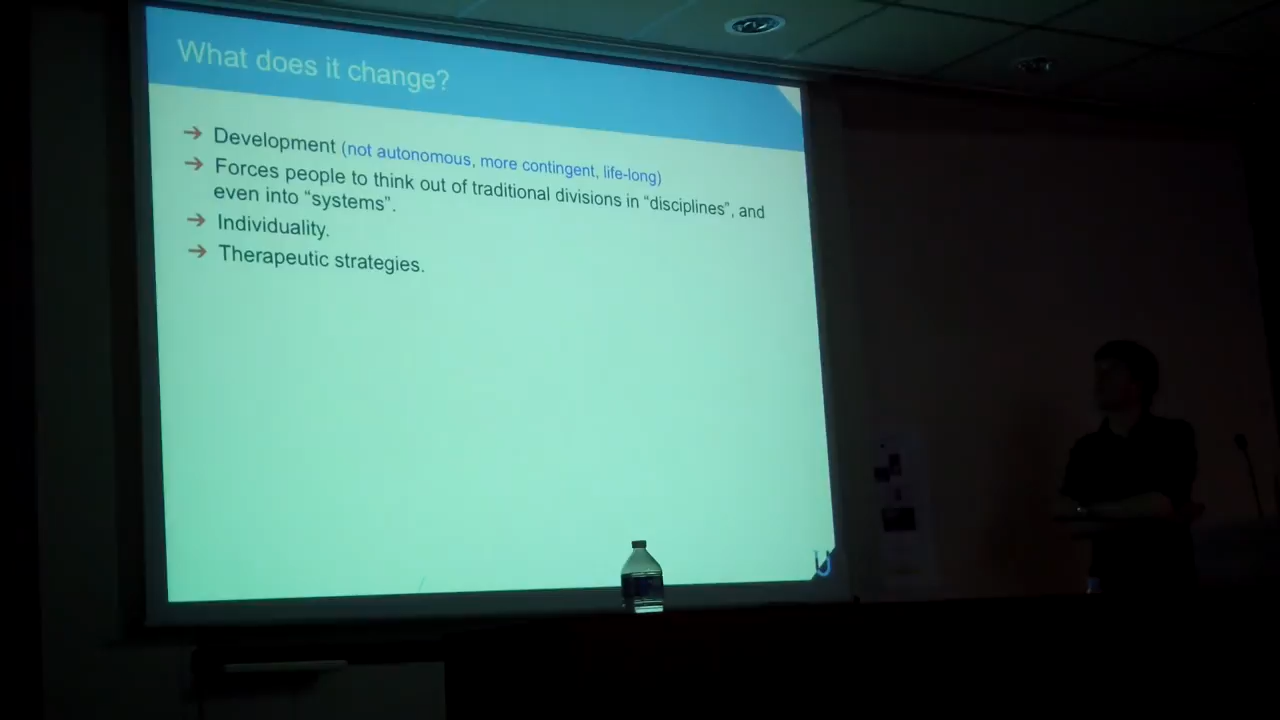 What does it change?
→ Development (not autonomous, more contingent, life-long)
→ Forces people to think out of traditional divisions in “disciplines”, and
even into “systems”.
→ Individuality.
→ Therapeutic strategies.